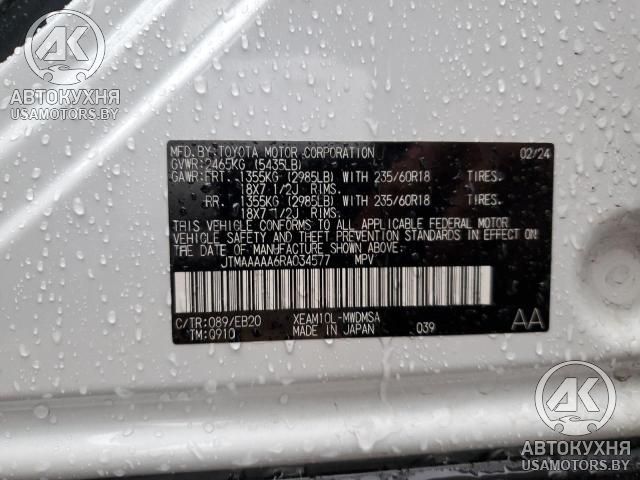 АК
АВТОКУХНЯ
USAMOTORS.BY
MFD.BY:TOYOTA MOTOR CORPORATION 02/24
GVWR:2465KG (5435LB)
GAWR:FRT. 1355KG (2985LB) WITH 235/60R18 TIRES.
18X7 1/2J RIMS.
RR. 1355KG (2985LB) WITH 235/60R18 TIRES.
18X7 1/2J RIMS.
THIS VEHICLE CONFORMS TO ALL APPLICABLE FEDERAL MOTOR
VEHICLE SAFETY AND THEFT PREVENTION STANDARDS IN EFFECT ON
THE DATE OF MANUFACTURE SHOWN ABOVE.
JTMAAAAA6RA034577 MPV
C/TR:089/EB20 XEAM10L-MWDMSA AA
TM:0910 MADE IN JAPAN 039
АК
АВТОКУХНЯ
USAMOTORS.BY